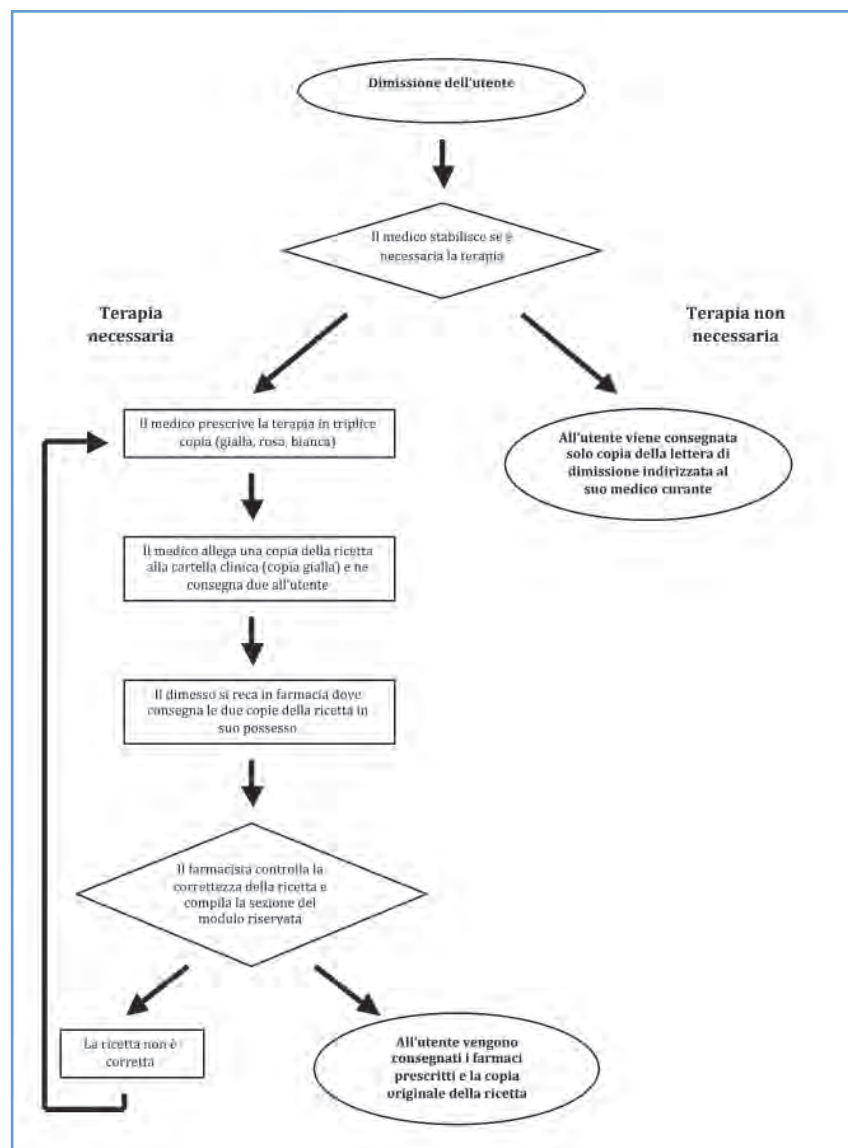 Dimissione dell'utente
Il medico stabilisce se è
necessaria la terapia
Terapia
necessaria
Terapia non
necessaria
Il medico prescrive la terapia in triplice
copia (gialla, rosa, bianca)
All'utente viene consegnata
solo copia della lettera di
dimissione indirizzata al
suo medico curante
Il medico allega una copia della ricetta
alla cartella clinica (copia gialla) e ne
consegna due all'utente
Il dimesso si reca in farmacia dove
consegna le due copie della ricetta in
suo possesso
Il farmacista controlla la
correttezza della ricetta e
compila la sezione del
modulo riservata
La ricetta non è
corretta
All'utente vengono
consegnati i farmaci
prescritti e la copia
originale della ricetta